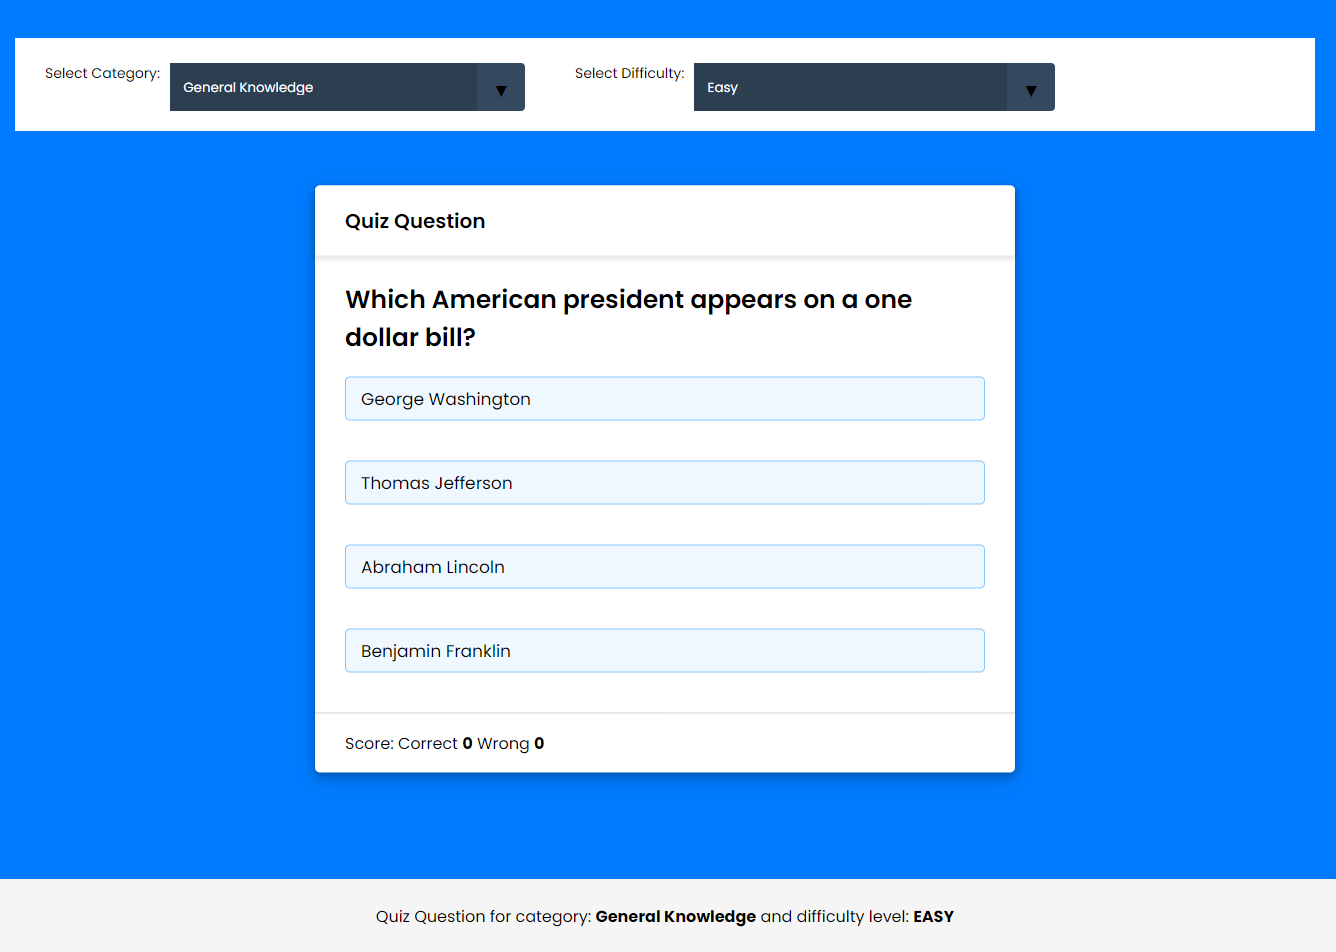 Select Category: General Knowledge ▼ Select Difficulty: Easy ▼
Quiz Question
Which American president appears on a one
dollar bill?
George Washington
Thomas Jefferson
Abraham Lincoln
Benjamin Franklin
Score: Correct 0 Wrong 0
Quiz Question for category: General Knowledge and difficulty level: EASY